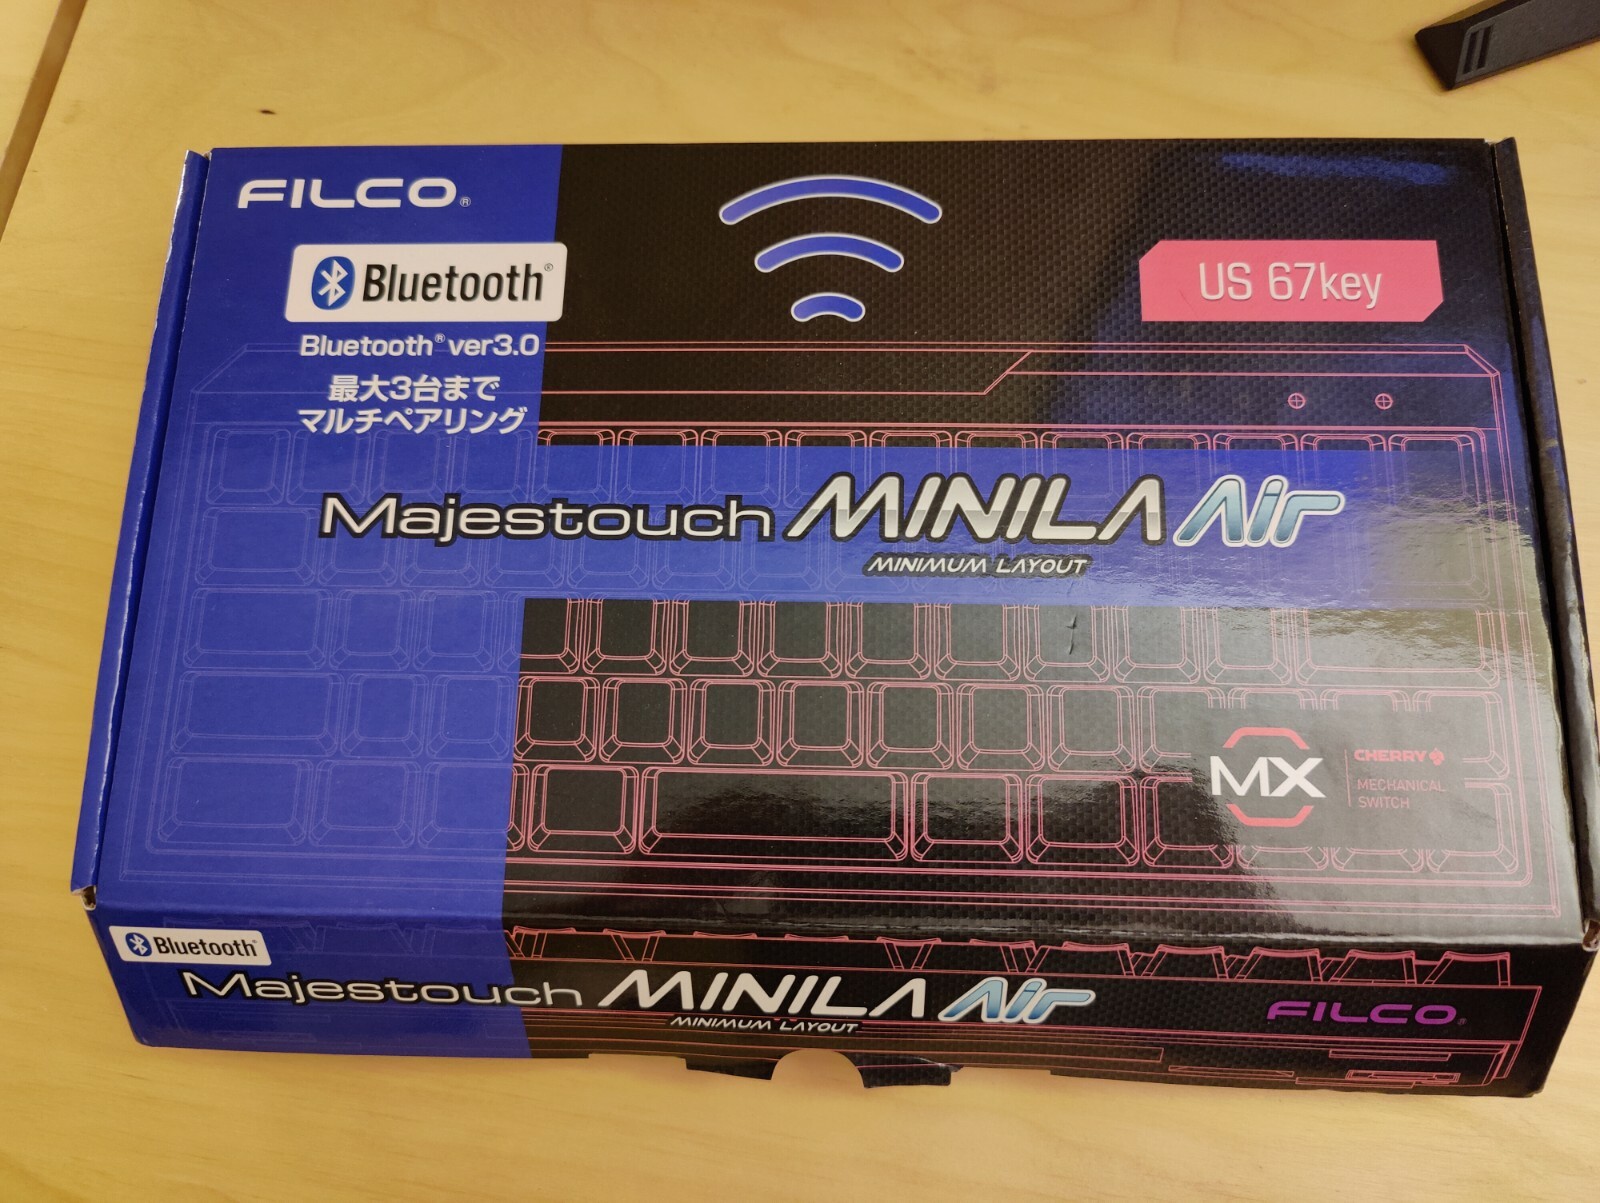 FILCO®
Bluetooth®
US 67key
Bluetooth® ver3.0
最大3台まで
マルチペアリング
Majestouch MINILA Air
MINIMUM LAYOUT
MX
CHERRY
MECHANICAL
SWITCH
Bluetooth®
Majestouch MINILA Air
MINIMUM LAYOUT
FILCO®